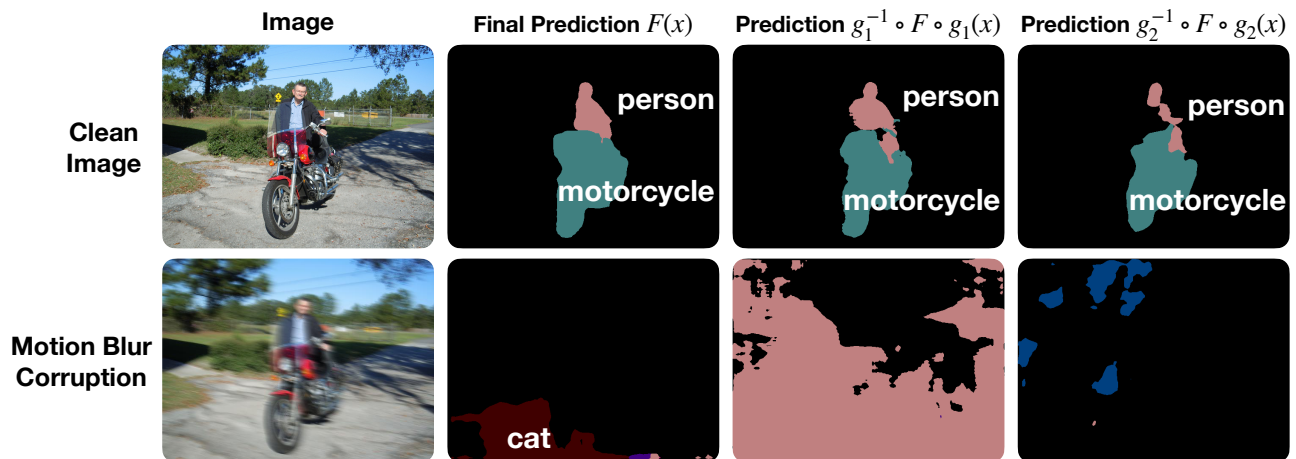 Image
Final Prediction F(x)
Prediction g₁⁻¹ ∘ F ∘ g₁(x)
Prediction g₂⁻¹ ∘ F ∘ g₂(x)
Clean
Image
person
motorcycle
person
motorcycle
person
motorcycle
Motion Blur
Corruption
cat